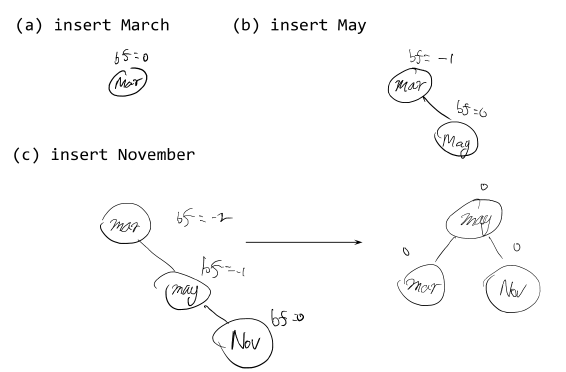 (a) insert March
(b) insert May
bf=0
Mar
bf= -1
mar
bf=0
May
(c) insert November
mar
bf= -2
bf=-1
may
bf=0
Nov
0
may
0
0
mar
Nov